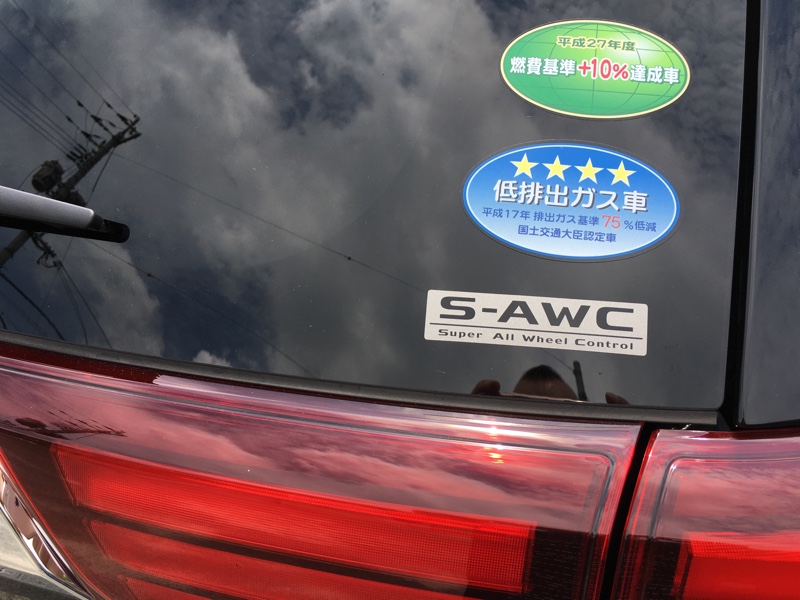 平成27年度
燃費基準+10%達成車
低排出ガス車
平成17年 排出ガス基準 75 %低減
国土交通大臣認定車
S-AWC
Super All Wheel Control